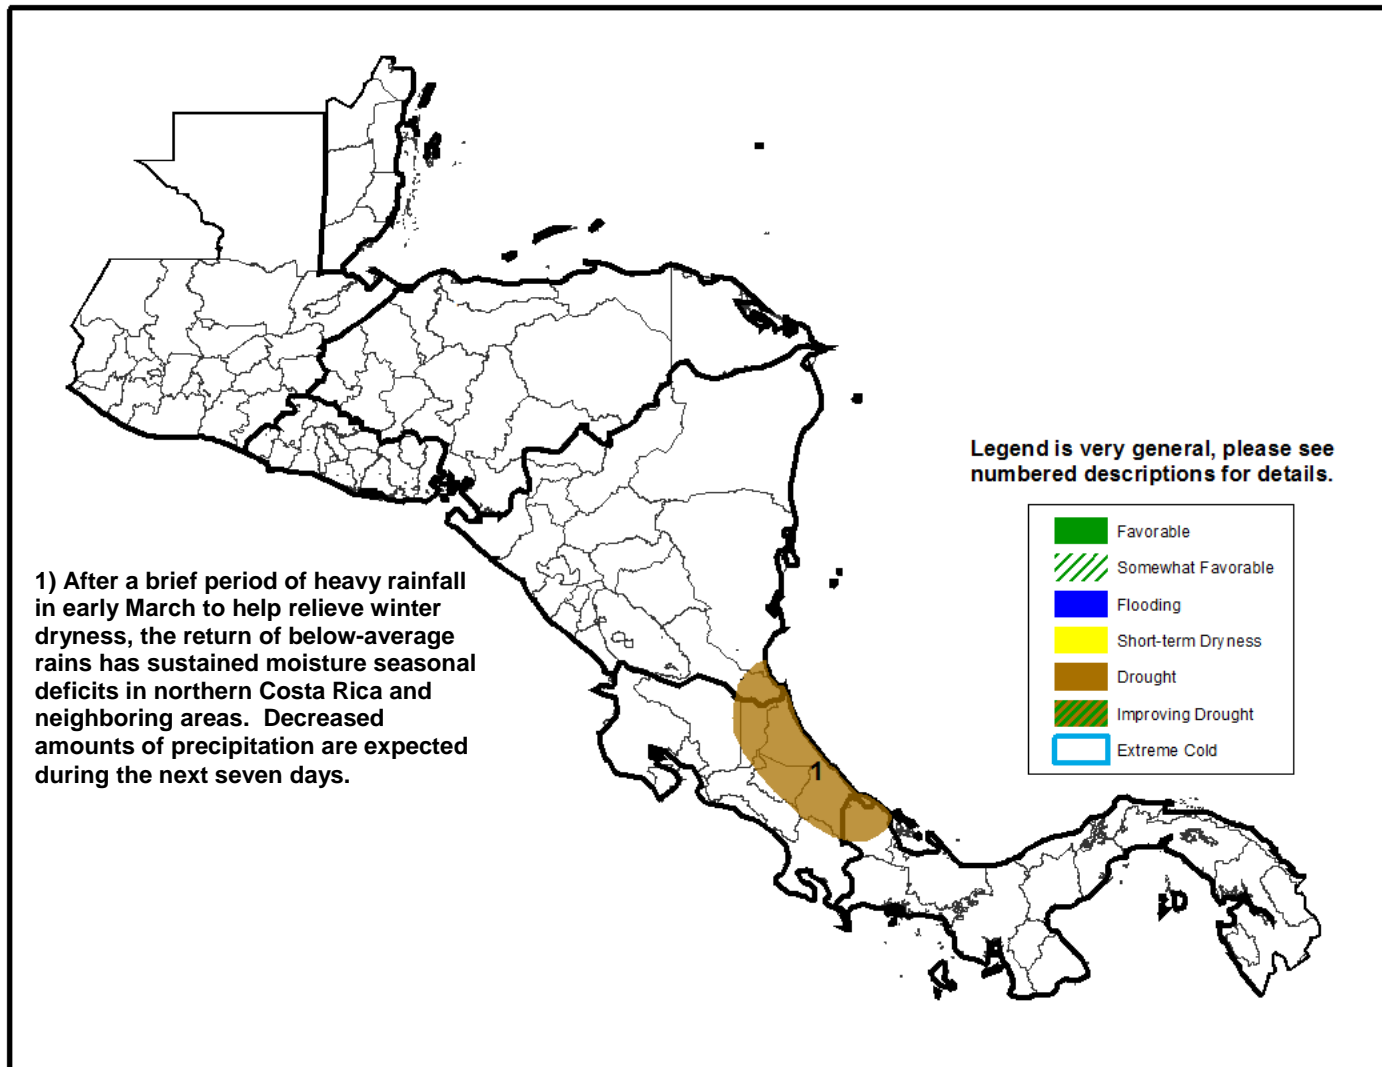 Legend is very general, please see
numbered descriptions for details.
Favorable
Somewhat Favorable
Flooding
Short-term Dryness
Drought
Improving Drought
Extreme Cold
1) After a brief period of heavy rainfall
in early March to help relieve winter
dryness, the return of below-average
rains has sustained moisture seasonal
deficits in northern Costa Rica and
neighboring areas.  Decreased
amounts of precipitation are expected
during the next seven days.
1